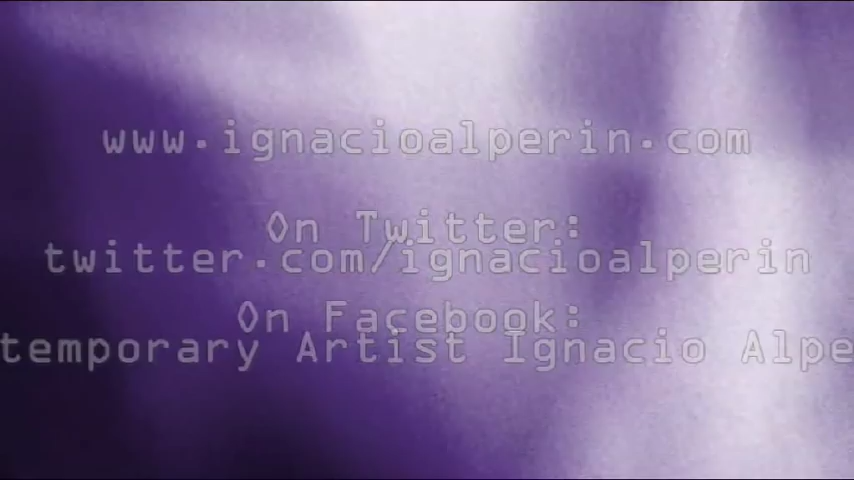 www.ignacioalperin.com
On Twitter:
twitter.com/ignacioalperin
On Facebook:
temporary Artist Ignacio Alpe